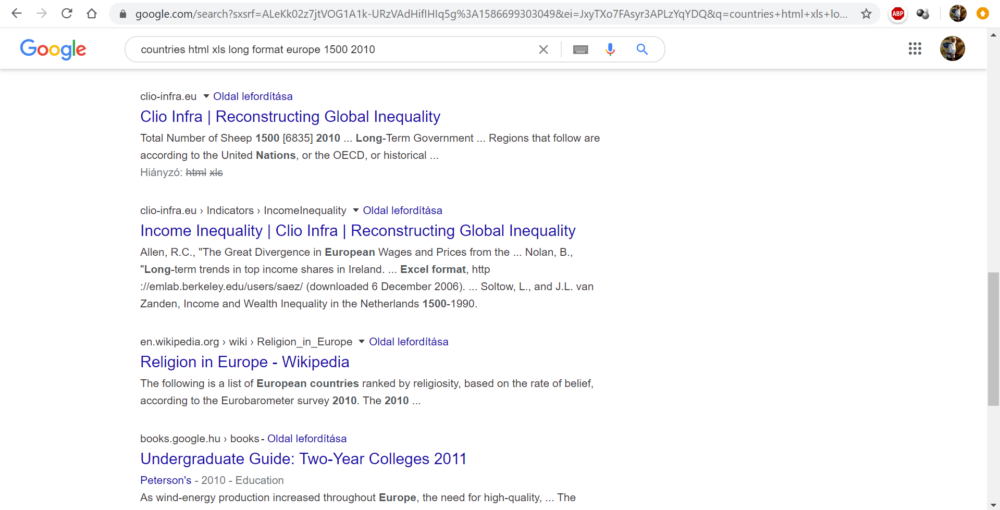 google.com/search?sxsrf=ALeKk02z7jtVOG1A1k-URzVAdHifIHIq5g%3A1586699303049&ei=JxyTXo7FAsyr3APLzYqYDQ&q=countries+html+xls+lo...
ABP
Google
countries html xls long format europe 1500 2010
clio-infra.eu Oldal lefordítása
Clio Infra | Reconstructing Global Inequality
Total Number of Sheep 1500 [6835] 2010 ... Long-Term Government ... Regions that follow are
according to the United Nations, or the OECD, or historical ...
Hiányzó: html xls
clio-infra.eu › Indicators › IncomeInequality Oldal lefordítása
Income Inequality | Clio Infra | Reconstructing Global Inequality
Allen, R.C., "The Great Divergence in European Wages and Prices from the ... Nolan, B.,
"Long-term trends in top income shares in Ireland. ... Excel format, http
://emlab.berkeley.edu/users/saez/ (downloaded 6 December 2006). ... Soltow, L., and J.L. van
Zanden, Income and Wealth Inequality in the Netherlands 1500-1990.
en.wikipedia.org › wiki › Religion_in_Europe Oldal lefordítása
Religion in Europe - Wikipedia
The following is a list of European countries ranked by religiosity, based on the rate of belief,
according to the Eurobarometer survey 2010. The 2010 ...
books.google.hu › books - Oldal lefordítása
Undergraduate Guide: Two-Year Colleges 2011
Peterson's - 2010 - Education
As wind-energy production increased throughout Europe, the need for high-quality, ... The